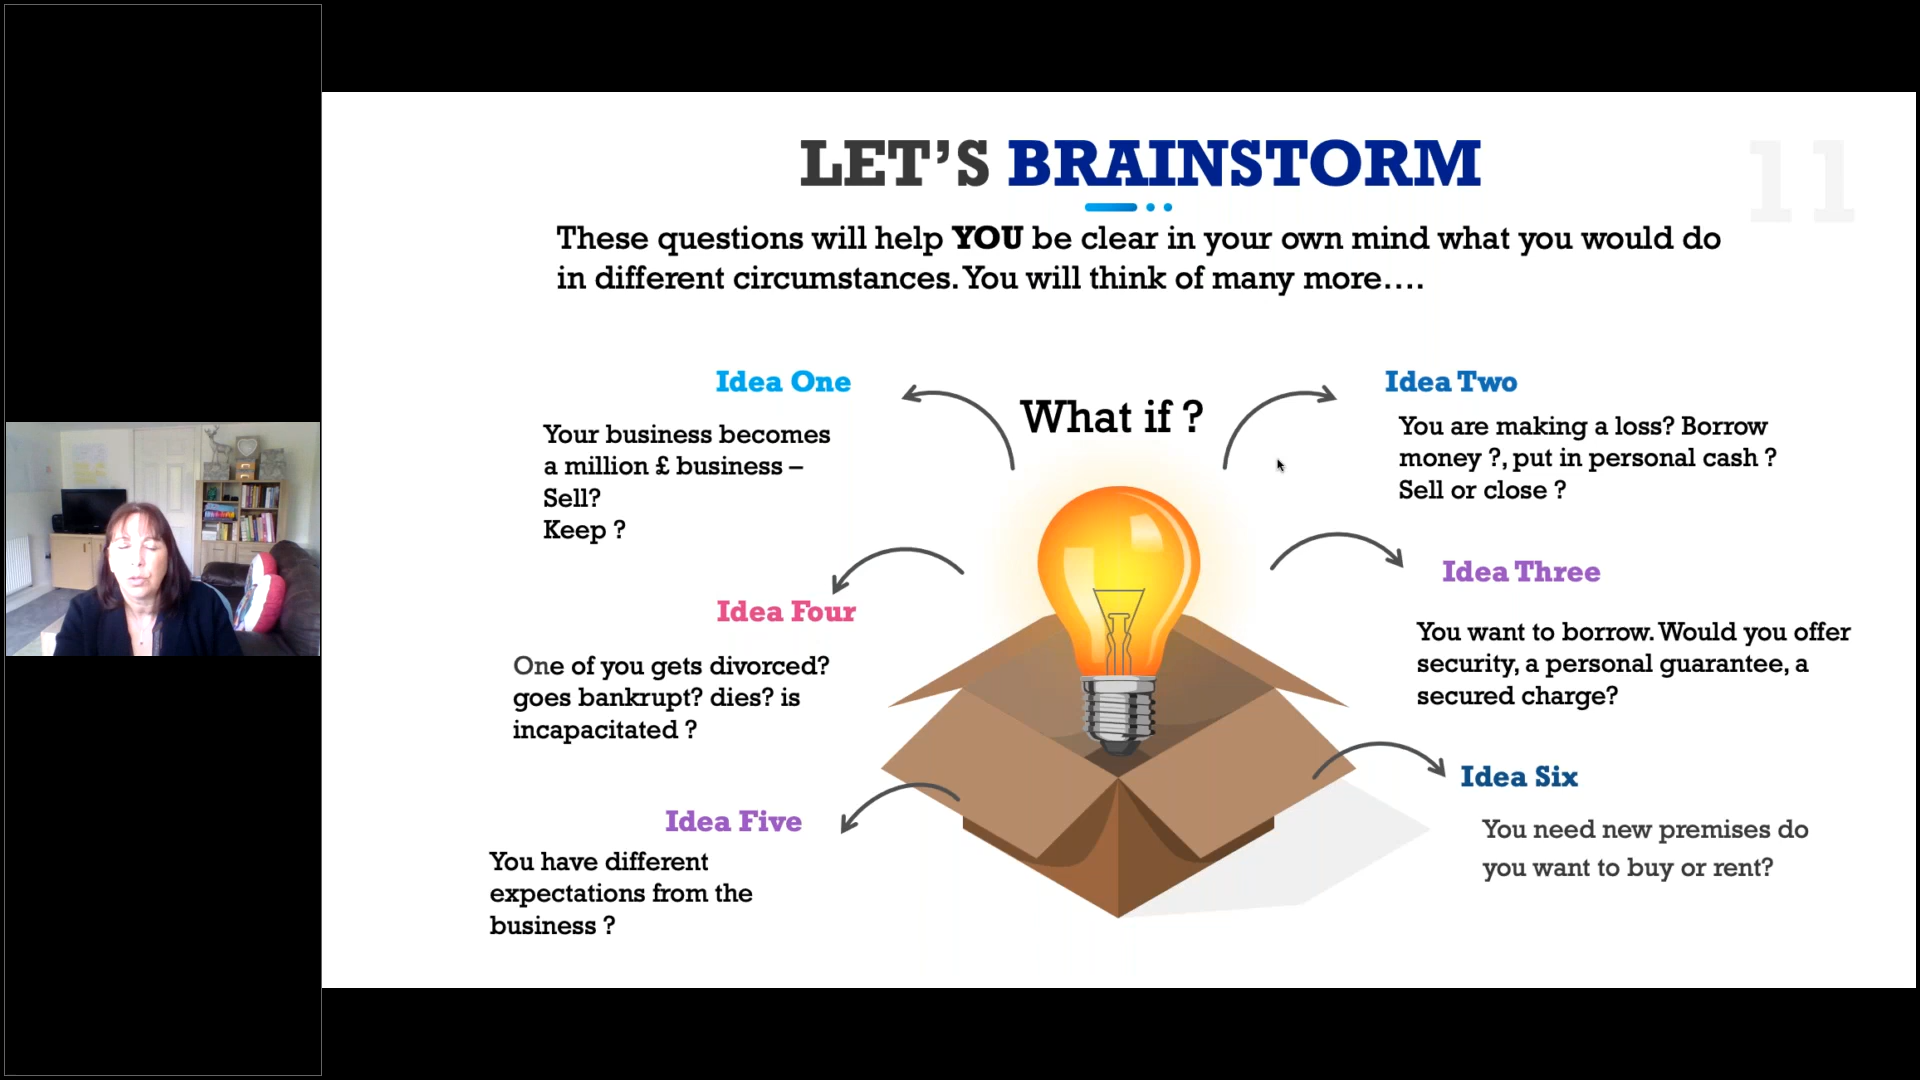 LET’S BRAINSTORM
11
These questions will help YOU be clear in your own mind what you would do
in different circumstances. You will think of many more….
What if ?
Idea One
Your business becomes
a million £ business –
Sell?
Keep ?
Idea Two
You are making a loss? Borrow
money ?, put in personal cash ?
Sell or close ?
Idea Three
You want to borrow. Would you offer
security, a personal guarantee, a
secured charge?
Idea Four
One of you gets divorced?
goes bankrupt? dies? is
incapacitated ?
Idea Five
You have different
expectations from the
business ?
Idea Six
You need new premises do
you want to buy or rent?